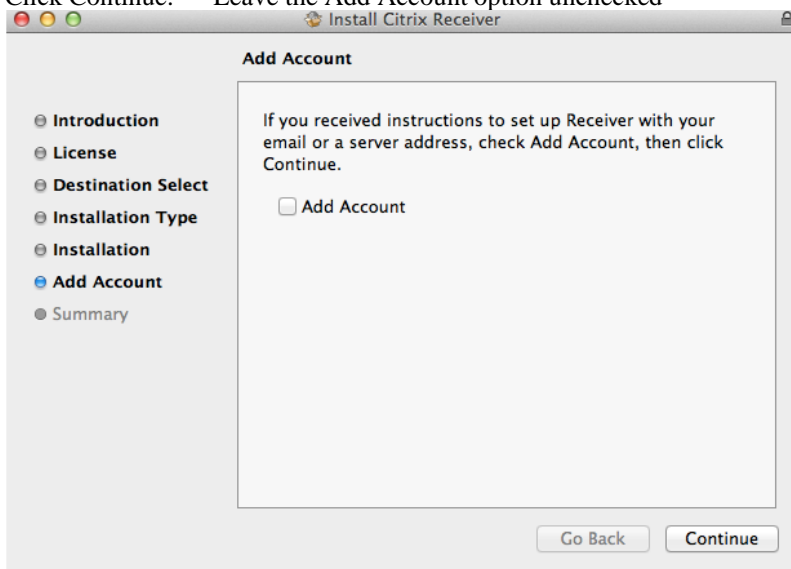 Click Continue. Leave the Add Account option unchecked
Install Citrix Receiver
Add Account
Introduction
License
Destination Select
Installation Type
Installation
Add Account
Summary
If you received instructions to set up Receiver with your
email or a server address, check Add Account, then click
Continue.
Add Account
Go Back Continue